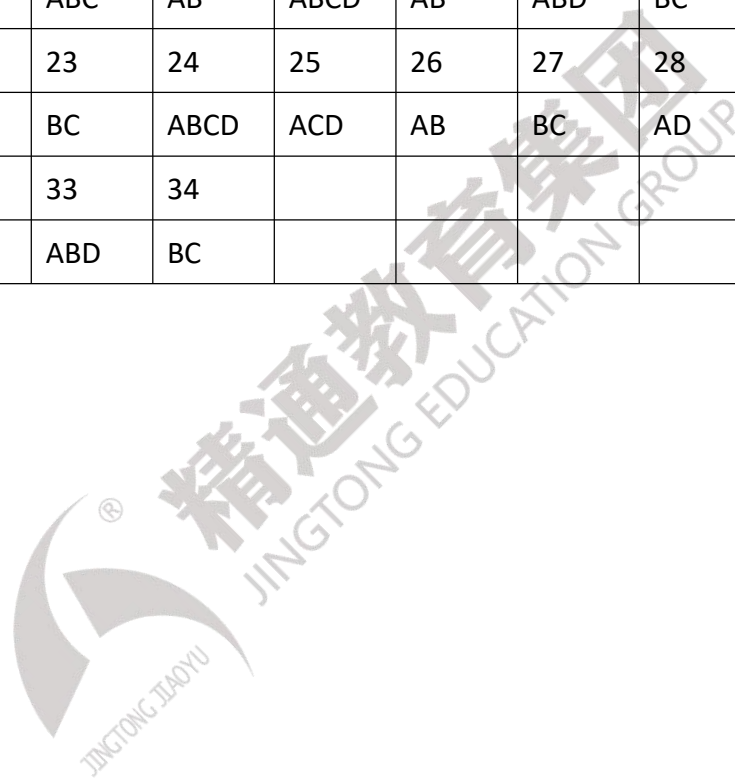 ABC AB ABCD AB ABD BC
23 24 25 26 27 28
BC ABCD ACD AB BC AD
33 34
ABD BC
精通教育集团
JINGTONG EDUCATION GROUP
®
JINGTONG JIAOYU